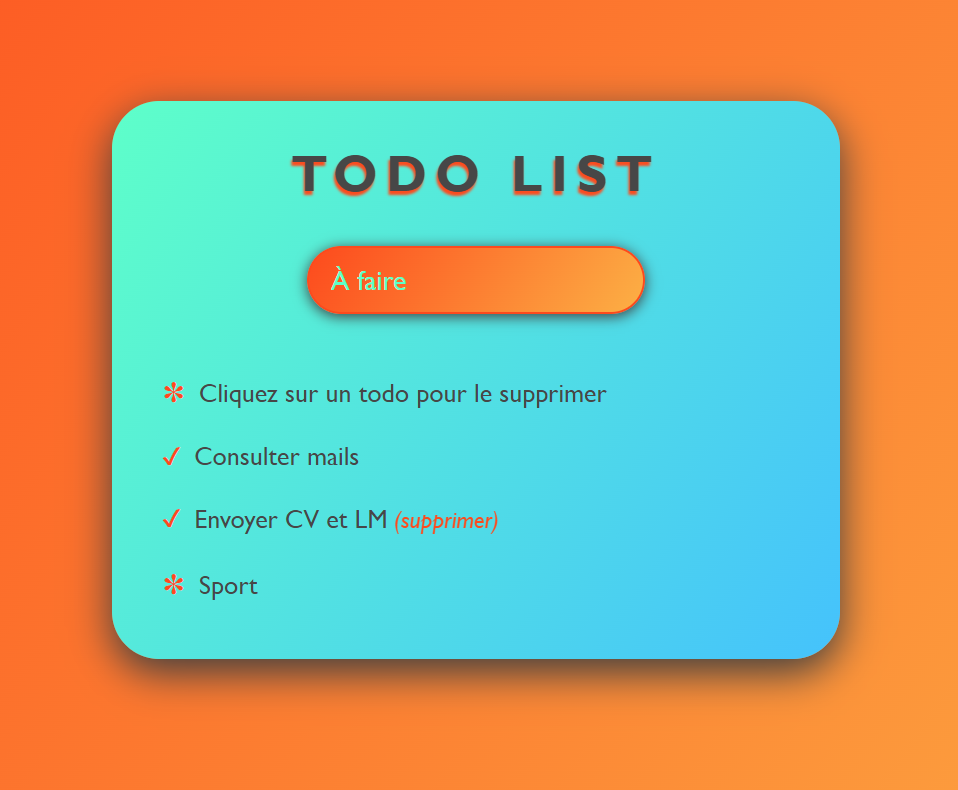 TODO LIST
À faire
✼ Cliquez sur un todo pour le supprimer
✓ Consulter mails
✓ Envoyer CV et LM (supprimer)
✼ Sport